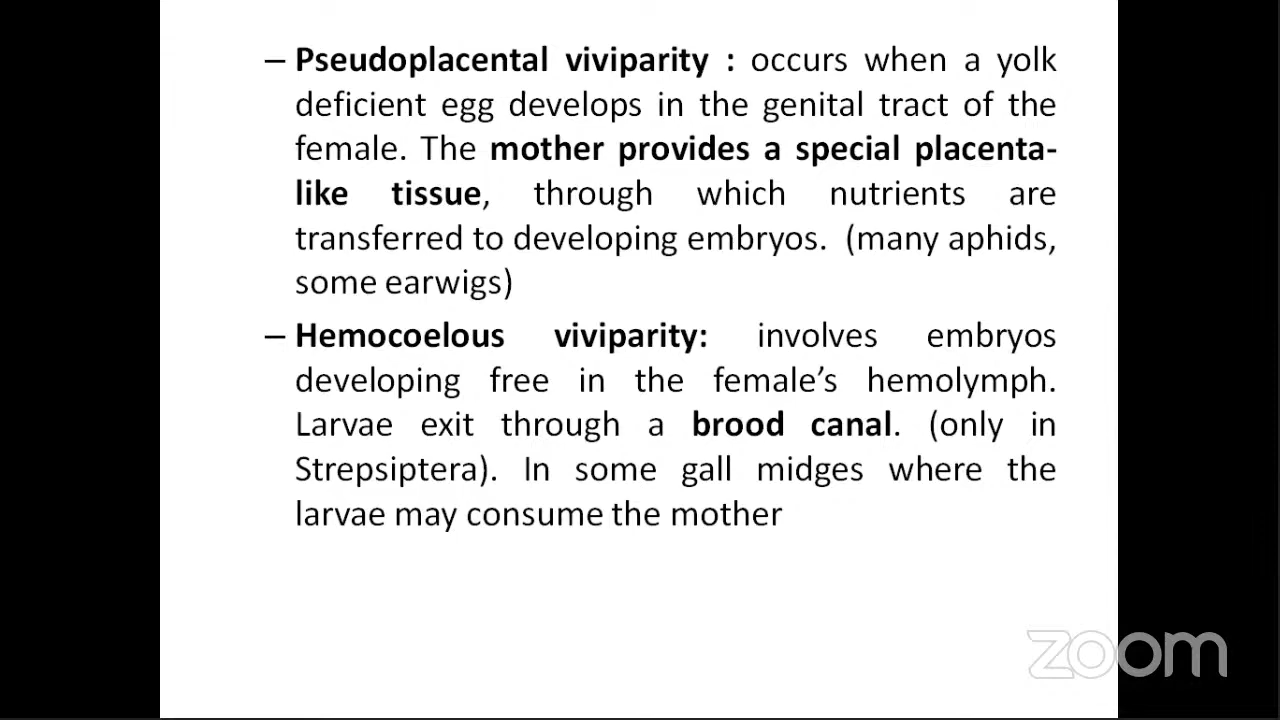 – Pseudoplacental viviparity : occurs when a yolk
deficient egg develops in the genital tract of the
female. The mother provides a special placenta-
like tissue, through which nutrients are
transferred to developing embryos. (many aphids,
some earwigs)
– Hemocoelous viviparity: involves embryos
developing free in the female’s hemolymph.
Larvae exit through a brood canal. (only in
Strepsiptera). In some gall midges where the
larvae may consume the mother
zoom